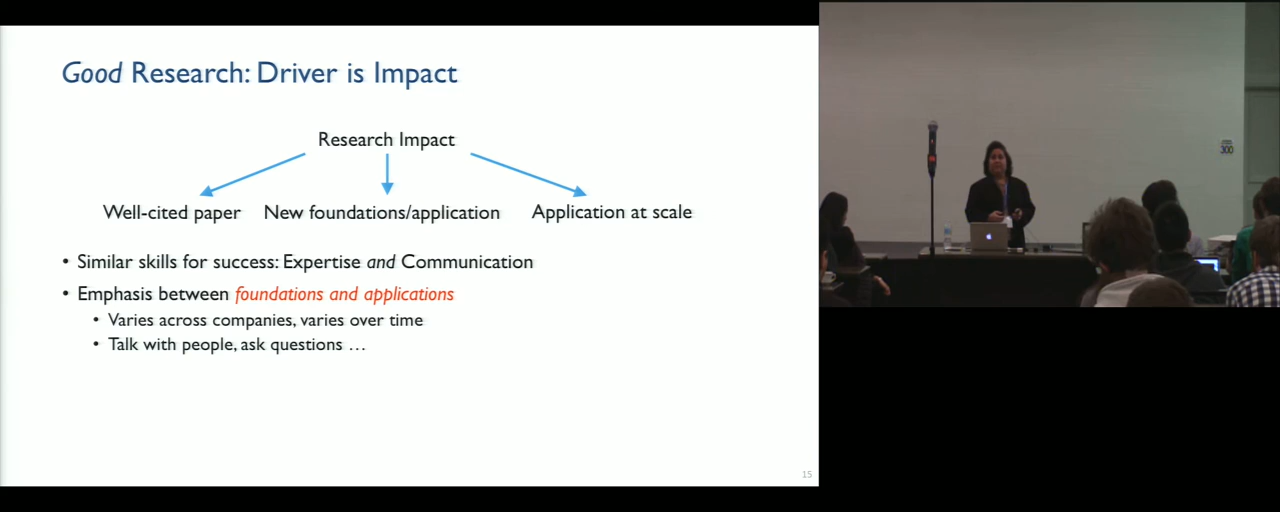 Good Research: Driver is Impact
Research Impact
Well-cited paper New foundations/application Application at scale
• Similar skills for success: Expertise and Communication
• Emphasis between foundations and applications
• Varies across companies, varies over time
• Talk with people, ask questions …
15
300